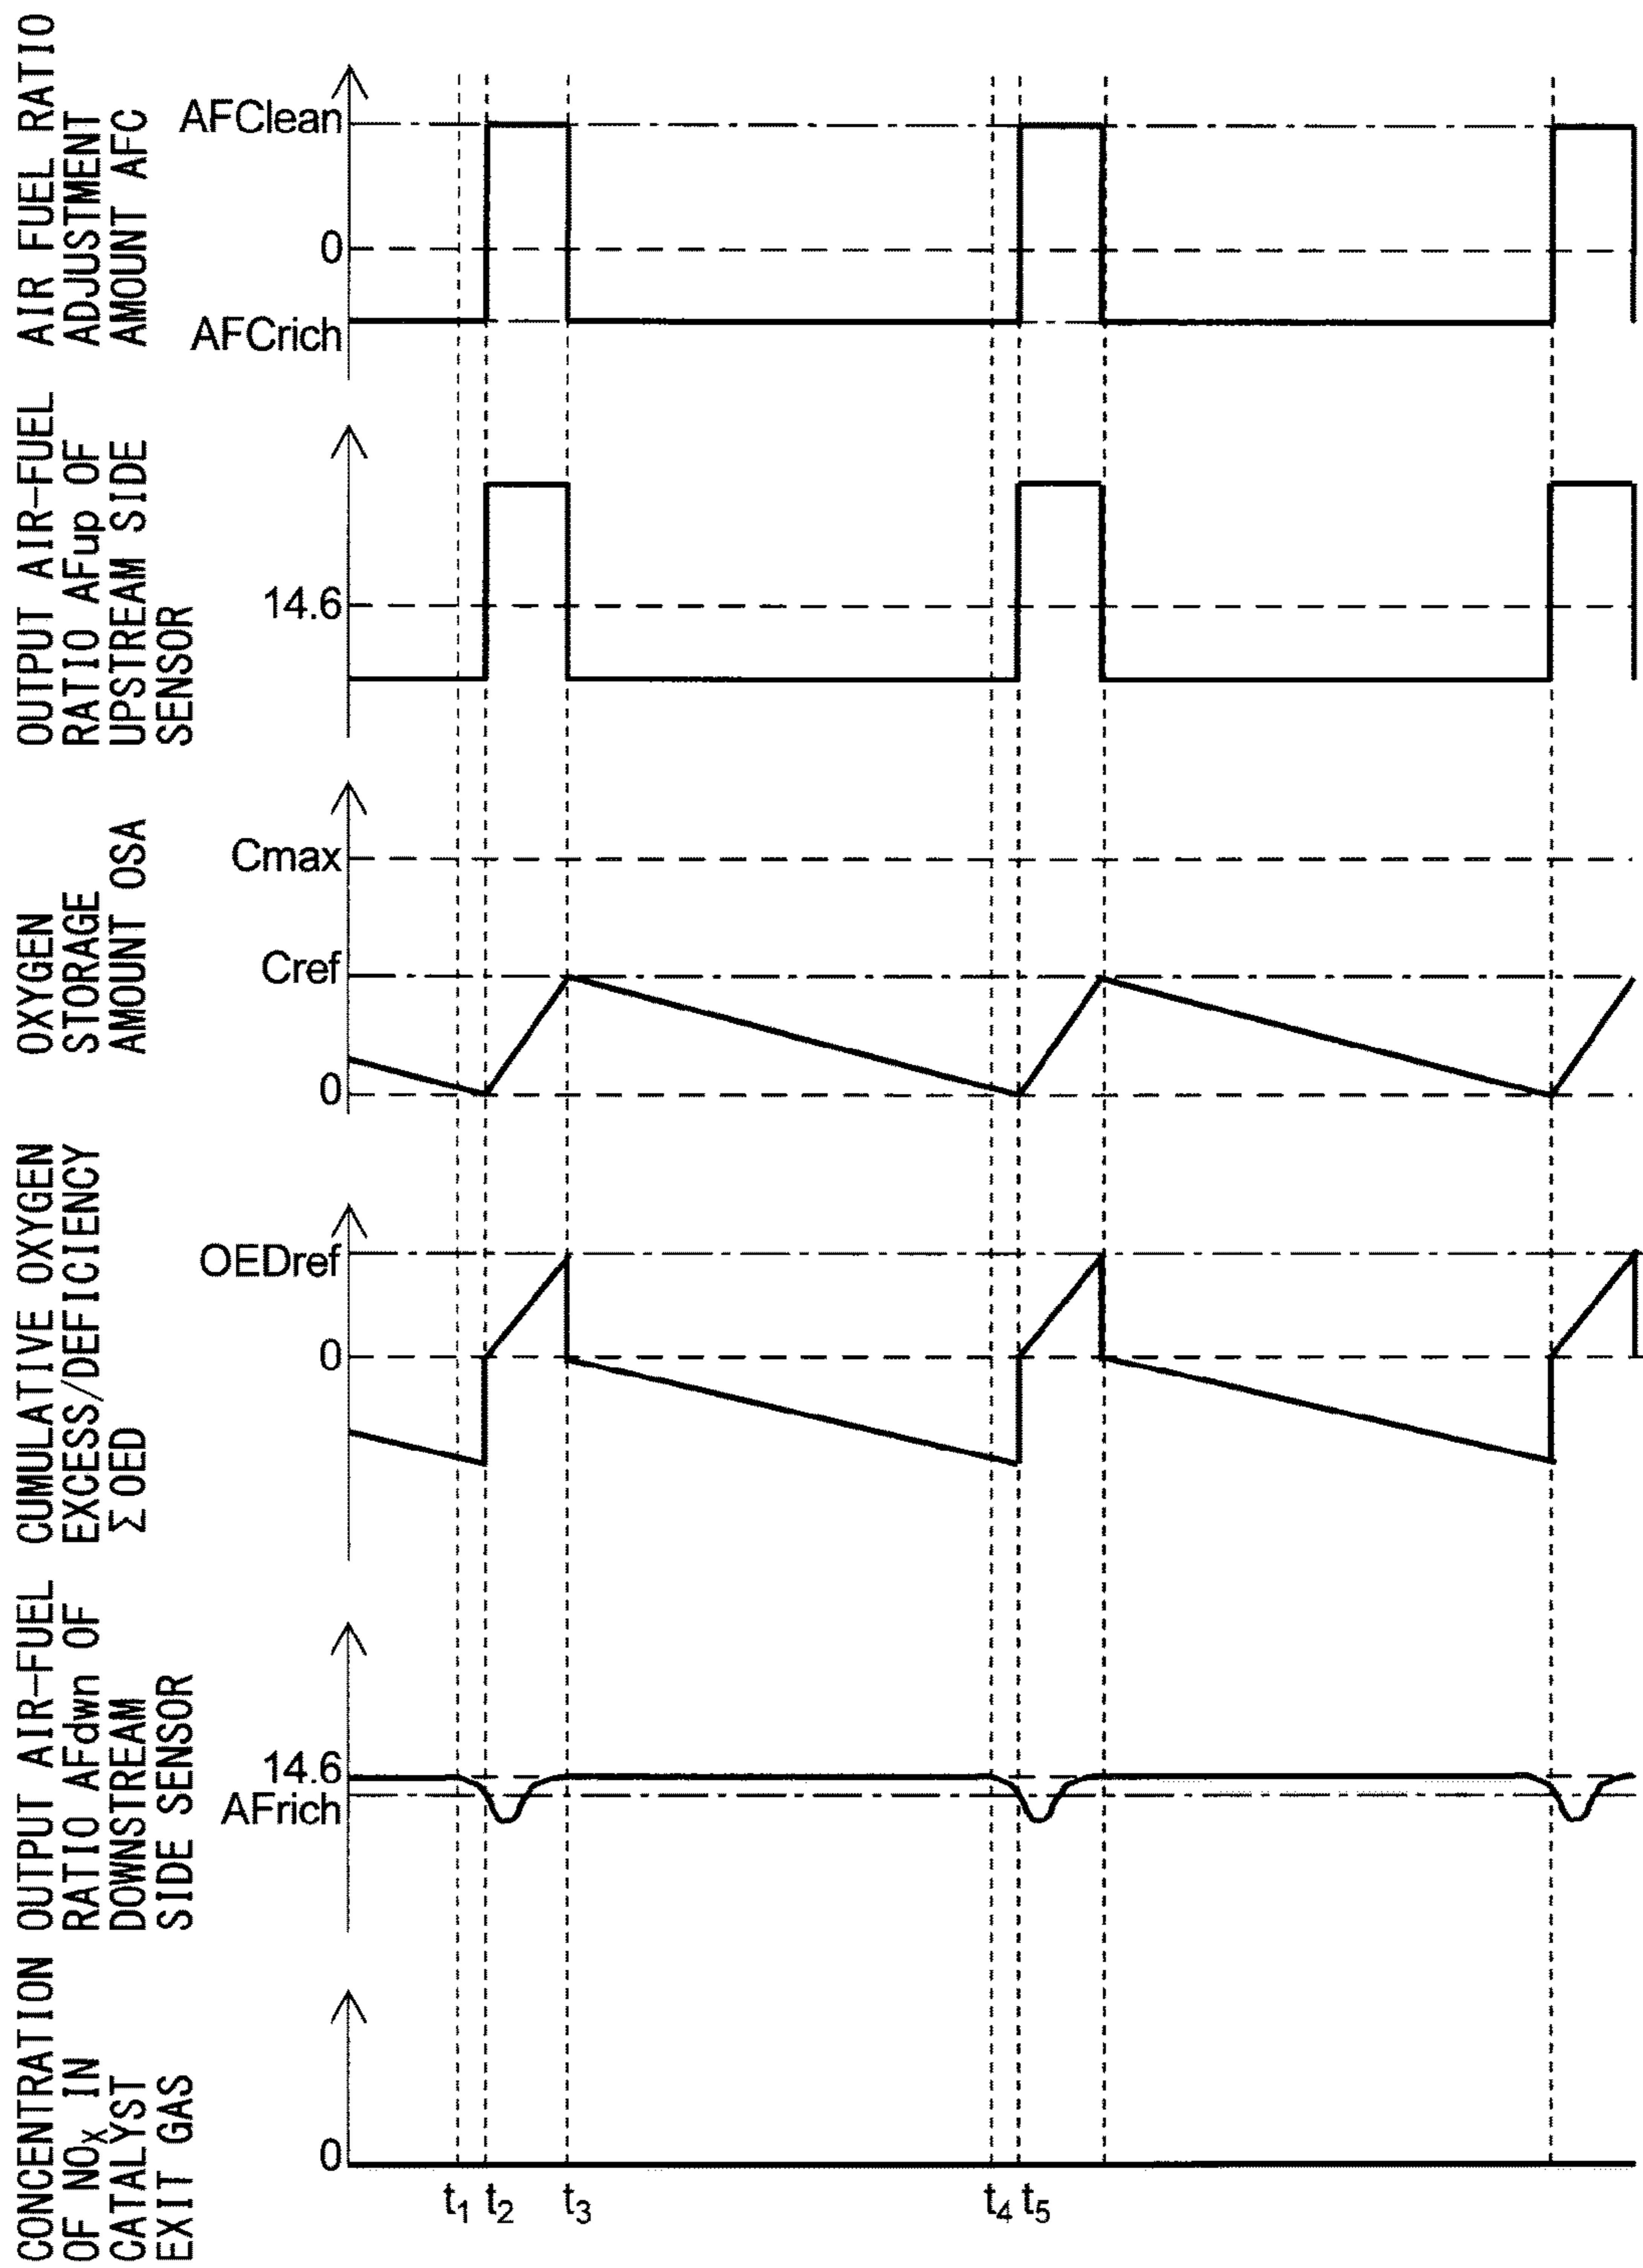 AIR FUEL RATIO
ADJUSTMENT
AMOUNT AFC
AFClean
0
AFCrich
OUTPUT AIR-FUEL
RATIO AFup OF
UPSTREAM SIDE
SENSOR
14.6
OXYGEN
STORAGE
AMOUNT OSA
Cmax
Cref
0
CUMULATIVE OXYGEN
EXCESS/DEFICIENCY
Σ OED
OEDref
0
OUTPUT AIR-FUEL
RATIO AFdwn OF
DOWNSTREAM
SIDE SENSOR
14.6
AFrich
CONCENTRATION
OF NOX IN
CATALYST
EXIT GAS
0
t1 t2 t3 t4 t5